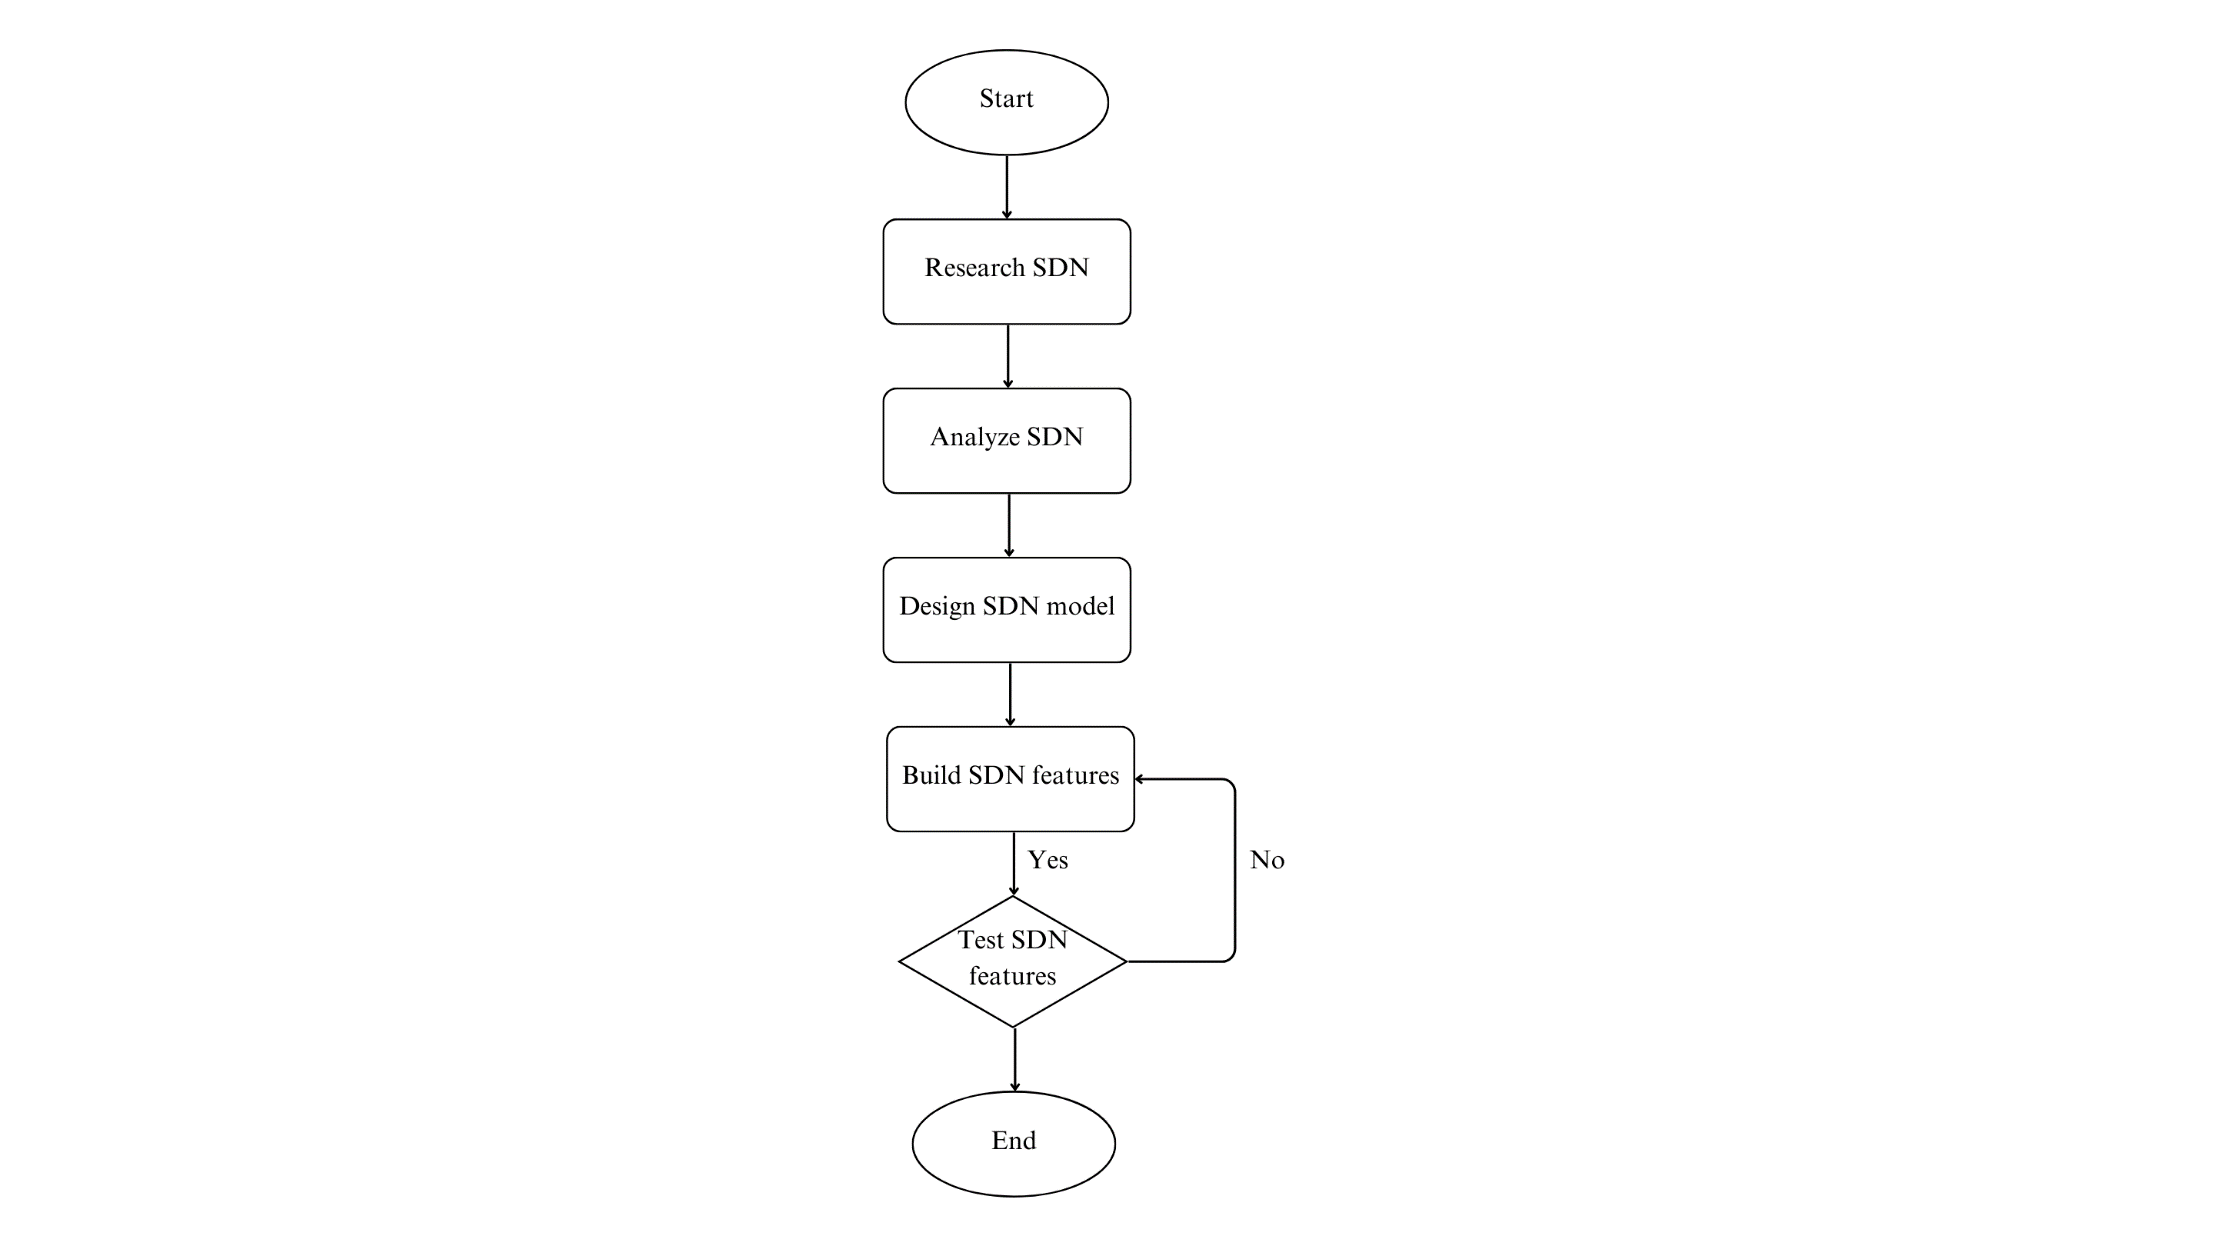 Start
Research SDN
Analyze SDN
Design SDN model
Build SDN features
Yes
No
Test SDN
features
End